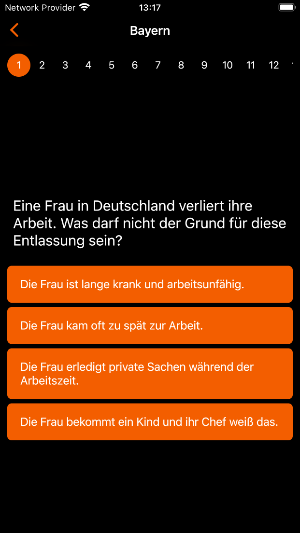 Network Provider 13:17
Bayern
1 2 3 4 5 6 7 8 9 10 11 12
Eine Frau in Deutschland verliert ihre
Arbeit. Was darf nicht der Grund für diese
Entlassung sein?
Die Frau ist lange krank und arbeitsunfähig.
Die Frau kam oft zu spät zur Arbeit.
Die Frau erledigt private Sachen während der
Arbeitszeit.
Die Frau bekommt ein Kind und ihr Chef weiß das.